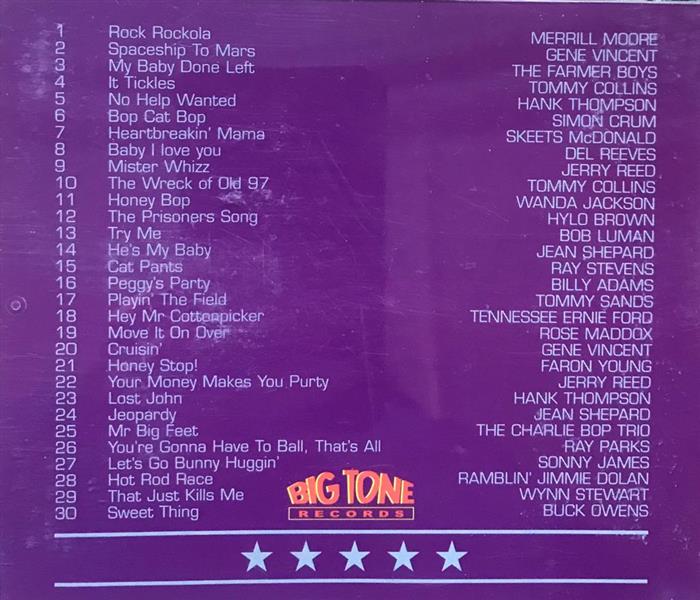 1 Rock Rockola MERRILL MOORE
2 Spaceship To Mars GENE VINCENT
3 My Baby Done Left THE FARMER BOYS
4 It Tickles TOMMY COLLINS
5 No Help Wanted HANK THOMPSON
6 Bop Cat Bop SIMON CRUM
7 Heartbreakin' Mama SKEETS McDONALD
8 Baby I love you DEL REEVES
9 Mister Whizz JERRY REED
10 The Wreck of Old 97 TOMMY COLLINS
11 Honey Bop WANDA JACKSON
12 The Prisoners Song HYLO BROWN
13 Try Me BOB LUMAN
14 He's My Baby JEAN SHEPARD
15 Cat Pants RAY STEVENS
16 Peggy's Party BILLY ADAMS
17 Playin' The Field TOMMY SANDS
18 Hey Mr Cottenpicker TENNESSEE ERNIE FORD
19 Move It On Over ROSE MADDOX
20 Cruisin' GENE VINCENT
21 Honey Stop! FARON YOUNG
22 Your Money Makes You Purty JERRY REED
23 Lost John HANK THOMPSON
24 Jeopardy JEAN SHEPARD
25 Mr Big Feet THE CHARLIE BOP TRIO
26 You're Gonna Have To Ball, That's All RAY PARKS
27 Let's Go Bunny Huggin' SONNY JAMES
28 Hot Rod Race RAMBLIN' JIMMIE DOLAN
29 That Just Kills Me WYNN STEWART
30 Sweet Thing BUCK OWENS
BIG TONE
RECORDS